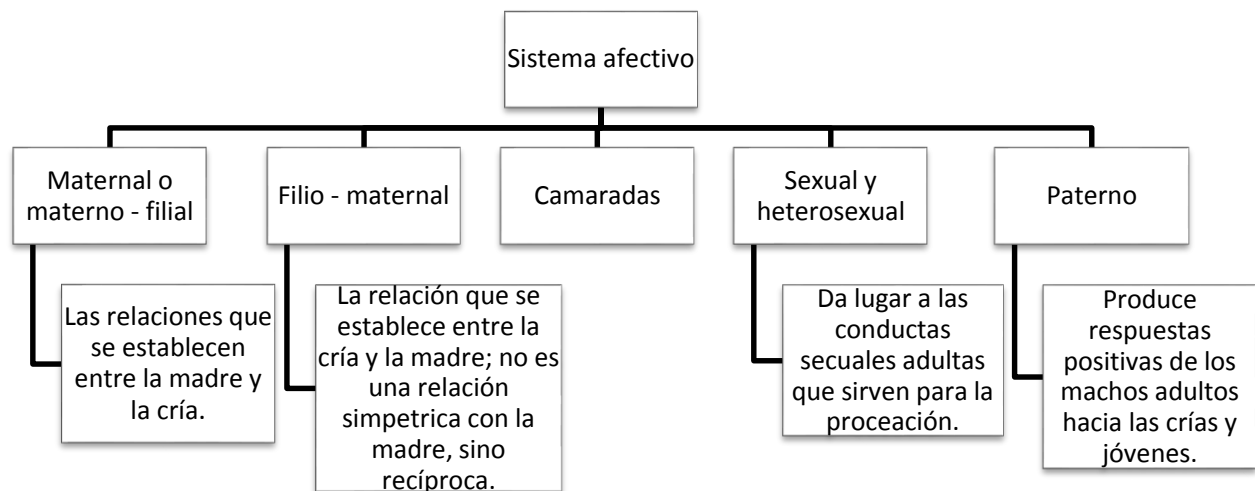 Sistema afectivo
Maternal o
materno - filial
Filio - maternal
Camaradas
Sexual y
heterosexual
Paterno
Las relaciones que
se establecen
entre la madre y
la cría.
La relación que se
establece entre la
cría y la madre; no es
una relación
simpetrica con la
madre, sino
recíproca.
Da lugar a las
conductas
secuales adultas
que sirven para la
proceación.
Produce
respuestas
positivas de los
machos adultos
hacia las crías y
jóvenes.